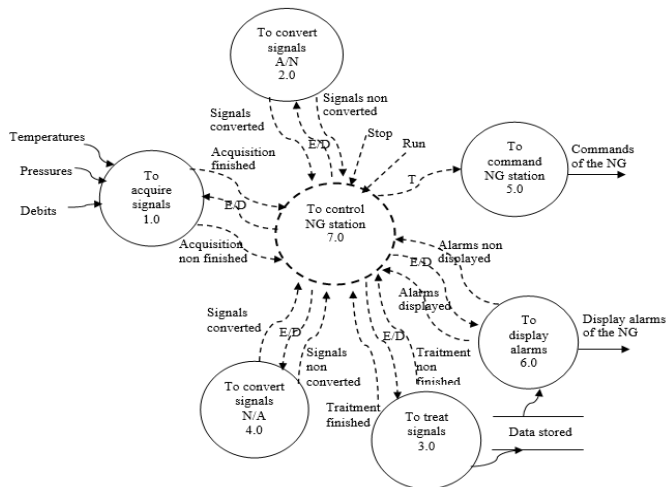 To convert
signals
A/N
2.0
Signals
converted
Signals non
converted
E/D
Stop
Run
Temperatures
Pressures
Debits
To
acquire
signals
1.0
Acquisition
finished
E/D
Acquisition
non finished
To control
NG station
7.0
T
To
command
NG station
5.0
Commands
of the NG
Alarms non
displayed
E/D
Alarms
displayed
To
display
alarms
6.0
Display alarms
of the NG
Signals
converted
E/D
Signals
non
converted
To convert
signals
N/A
4.0
E/D
Traitment
non
finished
Traitment
finished
To treat
signals
3.0
Data stored